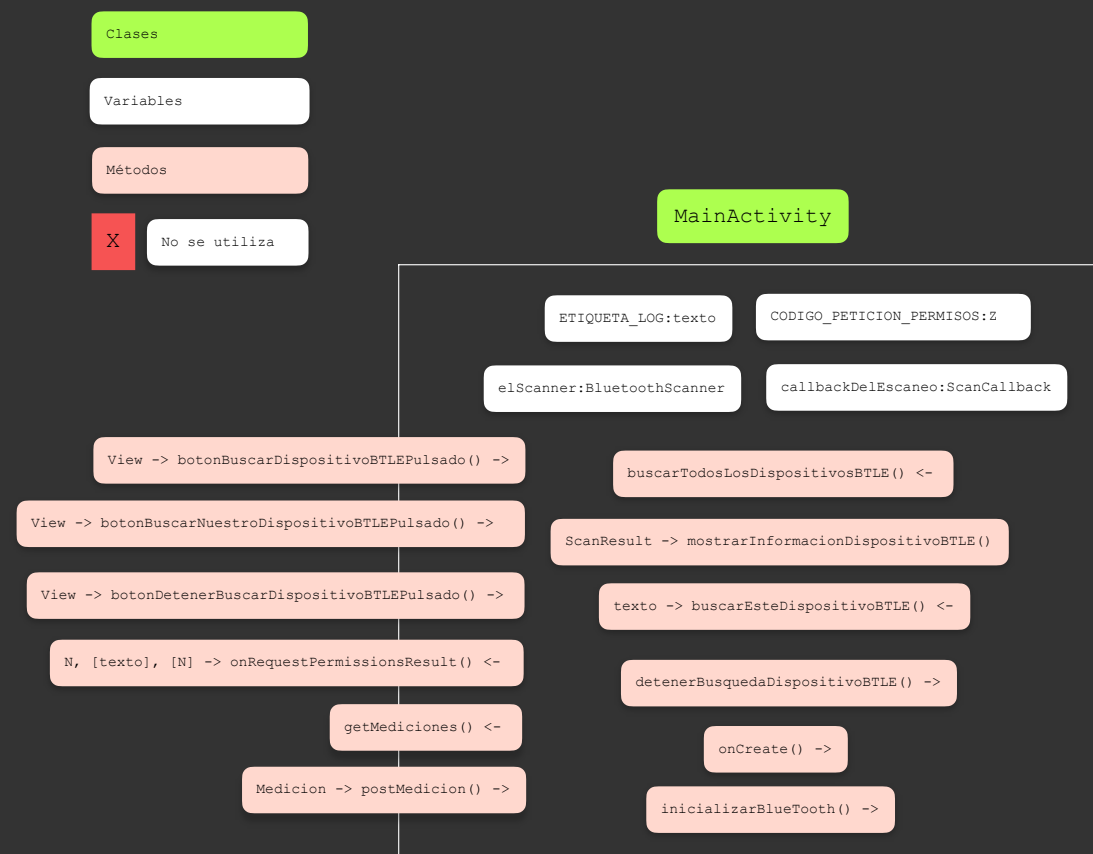 Clases
Variables
Métodos
X
No se utiliza
MainActivity
ETIQUETA_LOG:texto
CODIGO_PETICION_PERMISOS:Z
elScanner:BluetoothScanner
callbackDelEscaneo:ScanCallback
View -> botonBuscarDispositivoBTLEPulsado() ->
View -> botonBuscarNuestroDispositivoBTLEPulsado() ->
View -> botonDetenerBuscarDispositivoBTLEPulsado() ->
N, [texto], [N] -> onRequestPermissionsResult() <-
getMediciones() <-
Medicion -> postMedicion() ->
buscarTodosLosDispositivosBTLE() <-
ScanResult -> mostrarInformacionDispositivoBTLE()
texto -> buscarEsteDispositivoBTLE() <-
detenerBusquedaDispositivoBTLE() ->
onCreate() ->
inicializarBlueTooth() ->